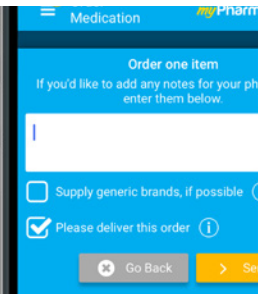 Medication
myPharm
Order one item
If you'd like to add any notes for your ph
enter them below.
Supply generic brands, if possible
Please deliver this order i
Go Back
> Se